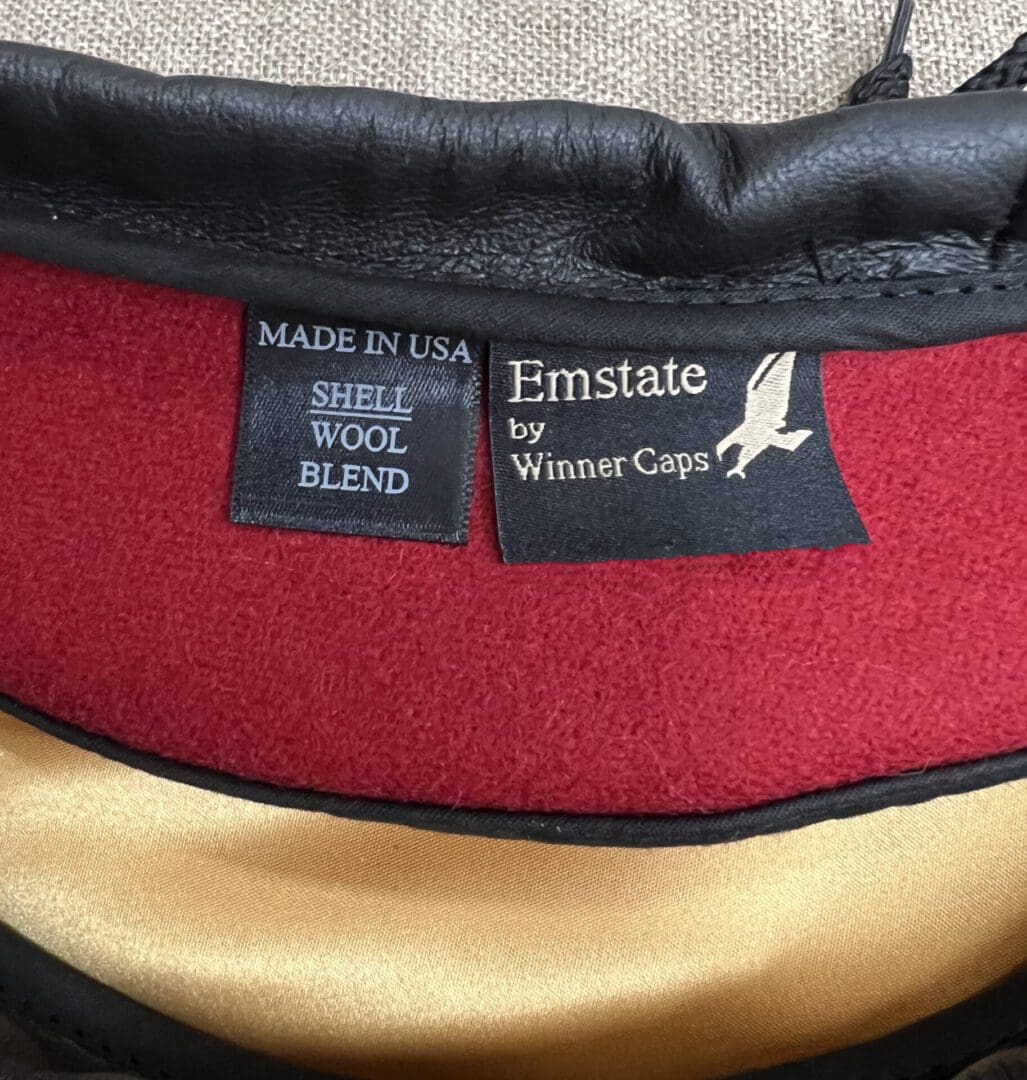 MADE IN USA
SHELL
WOOL
BLEND
Emstate
by
Winner Caps